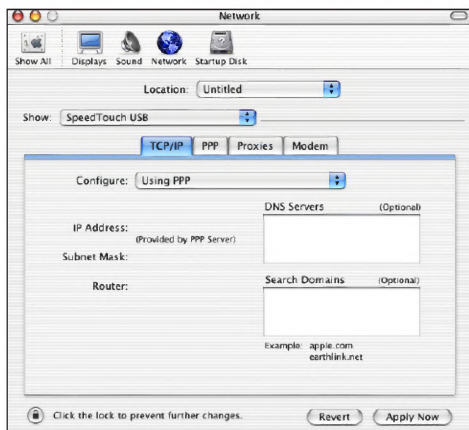 Network
Show All Displays Sound Network Startup Disk
Location: Untitled
Show: SpeedTouch USB
TCP/IP PPP Proxies Modem
Configure: Using PPP
DNS Servers (Optional)
IP Address:
(Provided by PPP Server)
Subnet Mask:
Router:
Search Domains (Optional)
Example: apple.com
earthlink.net
Click the lock to prevent further changes.
Revert Apply Now